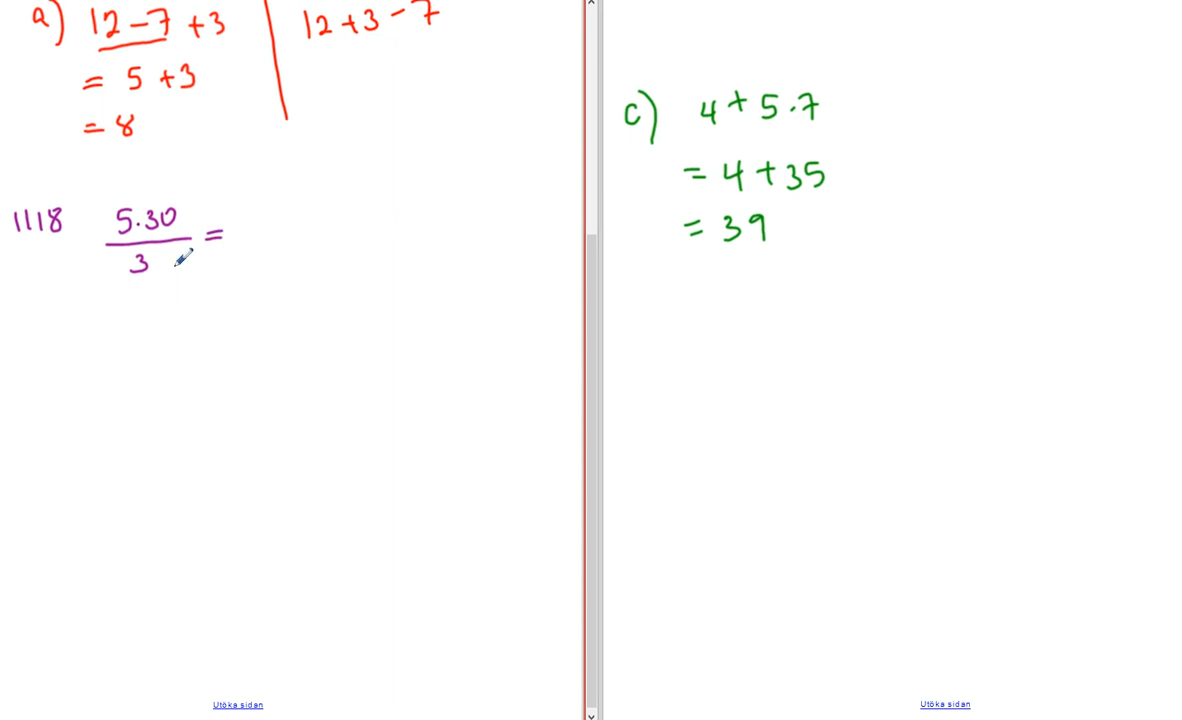 a) 12 - 7 + 3
= 5 + 3
= 8
12 + 3 - 7
1118 5·30 =
3
Utöka sidan
c) 4 + 5·7
= 4 + 35
= 39
Utöka sidan